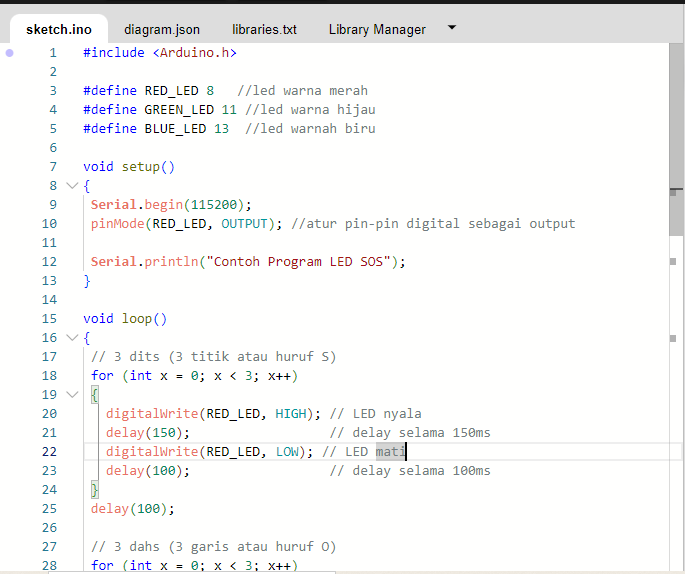 sketch.ino diagram.json libraries.txt Library Manager
1 #include <Arduino.h>
2
3 #define RED_LED 8 //led warna merah
4 #define GREEN_LED 11 //led warna hijau
5 #define BLUE_LED 13 //led warnah biru
6
7 void setup()
8 {
9 Serial.begin(115200);
10 pinMode(RED_LED, OUTPUT); //atur pin-pin digital sebagai output
11
12 Serial.println("Contoh Program LED SOS");
13 }
14
15 void loop()
16 {
17 // 3 dits (3 titik atau huruf S)
18 for (int x = 0; x < 3; x++)
19 {
20 digitalWrite(RED_LED, HIGH); // LED nyala
21 delay(150); // delay selama 150ms
22 digitalWrite(RED_LED, LOW); // LED mati
23 delay(100); // delay selama 100ms
24 }
25 delay(100);
26
27 // 3 dahs (3 garis atau huruf O)
28 for (int x = 0; x < 3; x++)